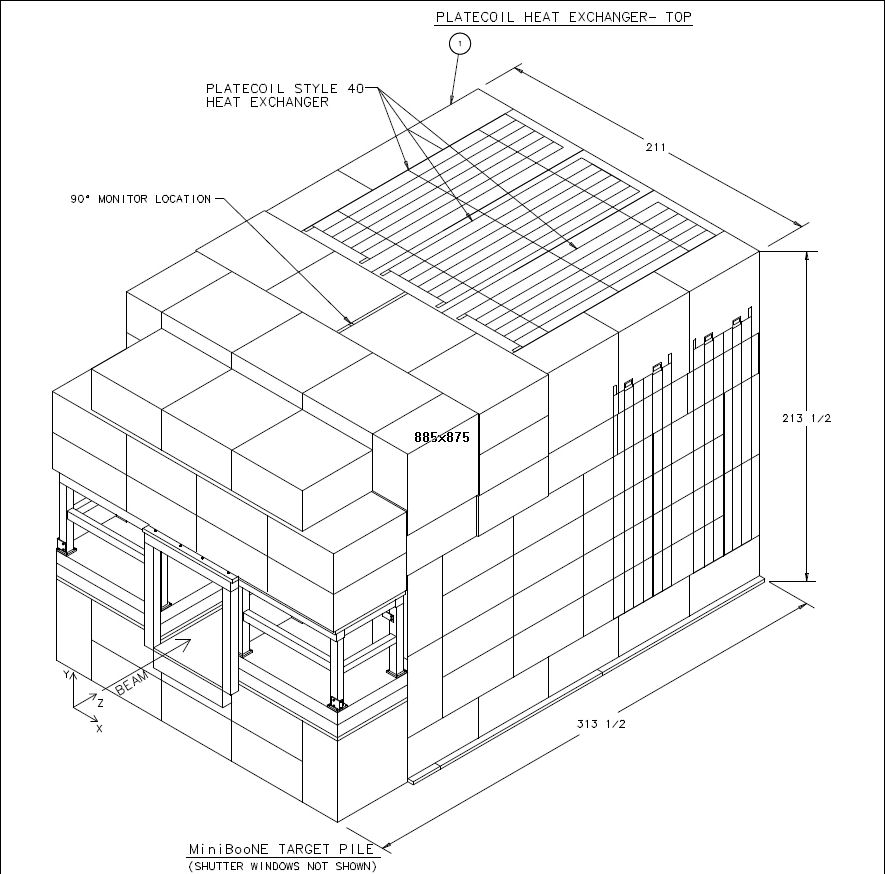 PLATECOIL HEAT EXCHANGER- TOP
1
PLATECOIL STYLE 40
HEAT EXCHANGER
211
90° MONITOR LOCATION
213 1/2
885x875
BEAM
Y
Z
X
313 1/2
MiniBooNE TARGET PILE
(SHUTTER WINDOWS NOT SHOWN)